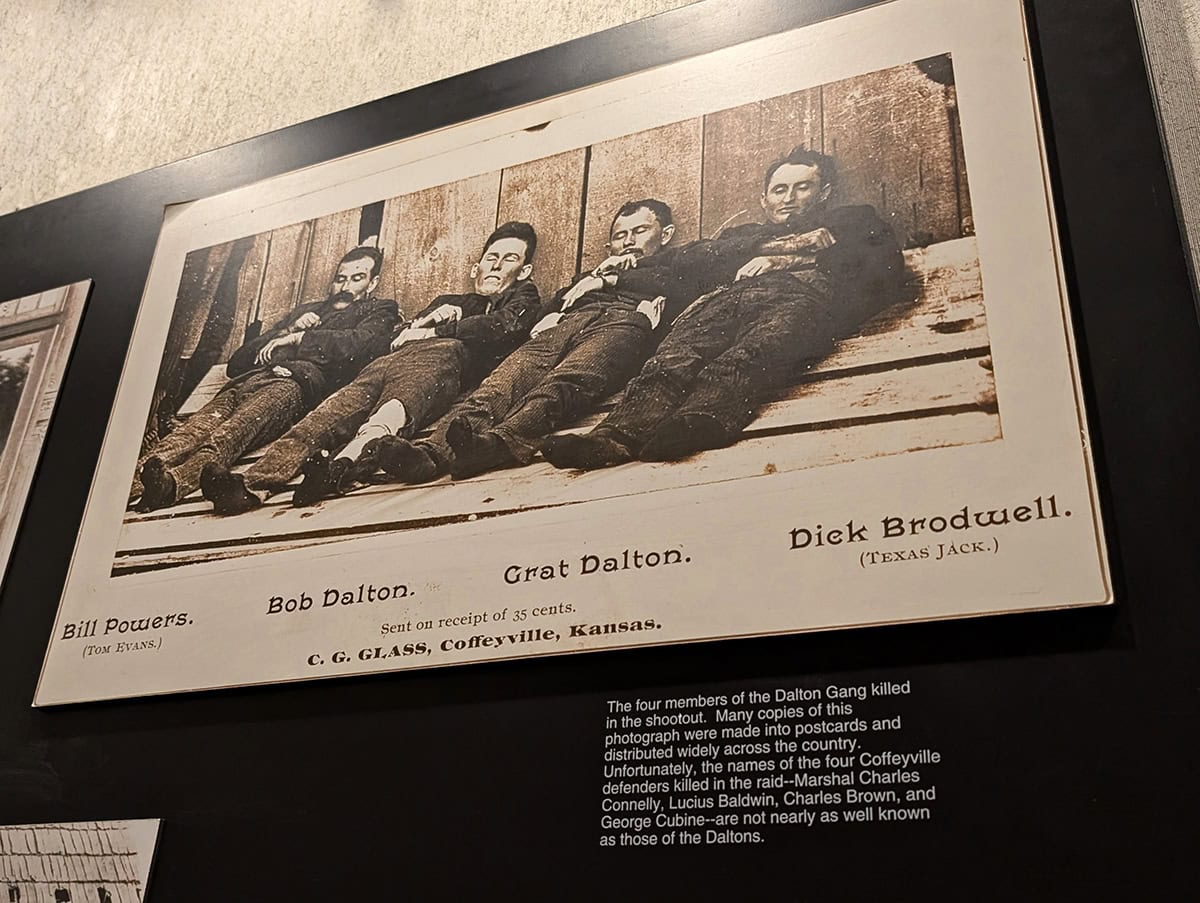 Bill Powers.
(TOM EVANS.)
Bob Dalton.
Grat Dalton.
Dick Brodwell.
(TEXAS JACK.)
Sent on receipt of 35 cents.
C. G. GLASS, Coffeyville, Kansas.
The four members of the Dalton Gang killed
in the shootout. Many copies of this
photograph were made into postcards and
distributed widely across the country.
Unfortunately, the names of the four Coffeyville
defenders killed in the raid--Marshal Charles
Connelly, Lucius Baldwin, Charles Brown, and
George Cubine--are not nearly as well known
as those of the Daltons.